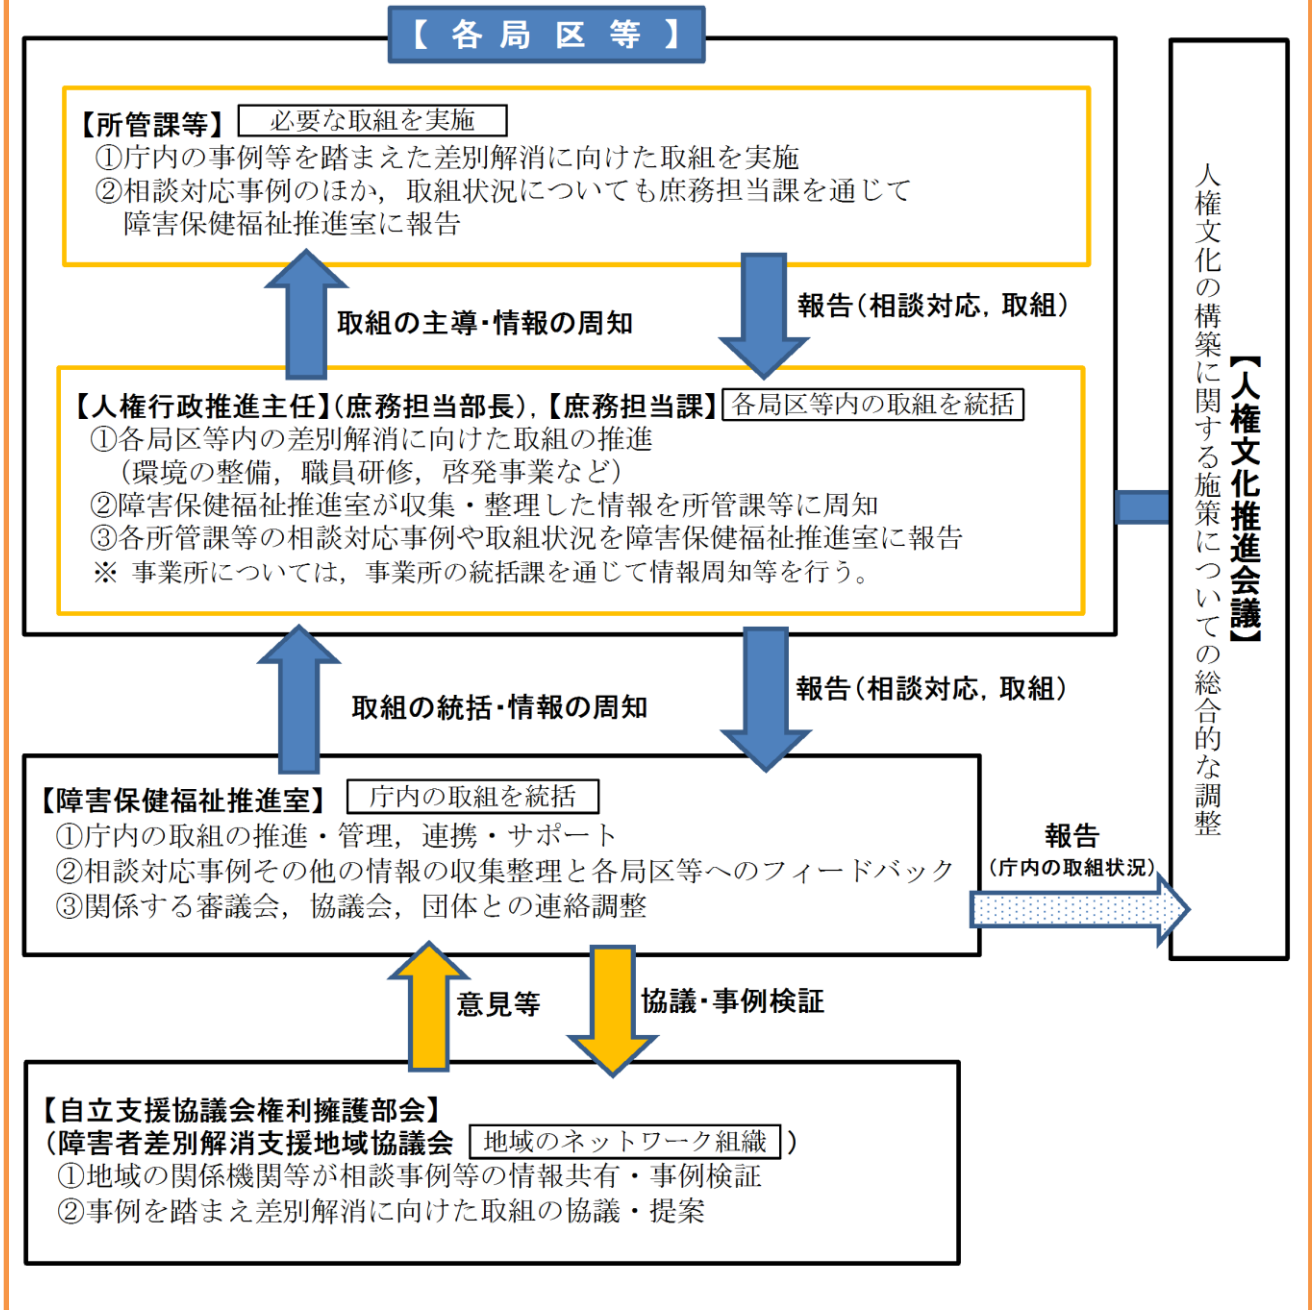 【 各 局 区 等 】
【所管課等】 必要な取組を実施
①庁内の事例等を踏まえた差別解消に向けた取組を実施
②相談対応事例のほか，取組状況についても庶務担当課を通じて
障害保健福祉推進室に報告
取組の主導・情報の周知
報告（相談対応，取組）
【人権行政推進主任】（庶務担当部長），【庶務担当課】 各局区等内の取組を統括
①各局区等内の差別解消に向けた取組の推進
（環境の整備，職員研修，啓発事業など）
②障害保健福祉推進室が収集・整理した情報を所管課等に周知
③各所管課等の相談対応事例や取組状況を障害保健福祉推進室に報告
※ 事業所については，事業所の統括課を通じて情報周知等を行う。
取組の統括・情報の周知
報告（相談対応，取組）
【障害保健福祉推進室】 庁内の取組を統括
①庁内の取組の推進・管理，連携・サポート
②相談対応事例その他の情報の収集整理と各局区等へのフィードバック
③関係する審議会，協議会，団体との連絡調整
報告
（庁内の取組状況）
【人権文化推進会議】
人権文化の構築に関する施策についての総合的な調整
意見等
協議・事例検証
【自立支援協議会権利擁護部会】
（障害者差別解消支援地域協議会 地域のネットワーク組織 ）
①地域の関係機関等が相談事例等の情報共有・事例検証
②事例を踏まえ差別解消に向けた取組の協議・提案